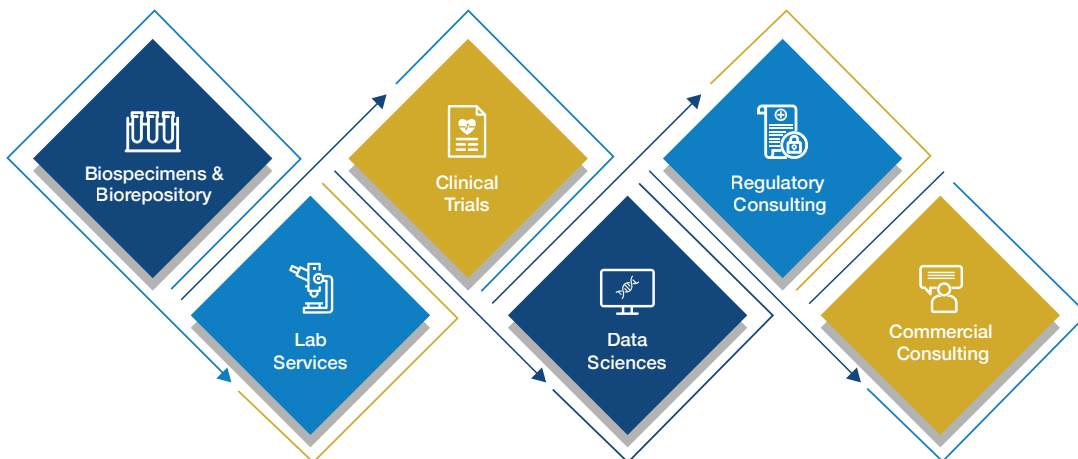 Biospecimens &
Biorepository
Lab
Services
Clinical
Trials
Data
Sciences
Regulatory
Consulting
Commercial
Consulting